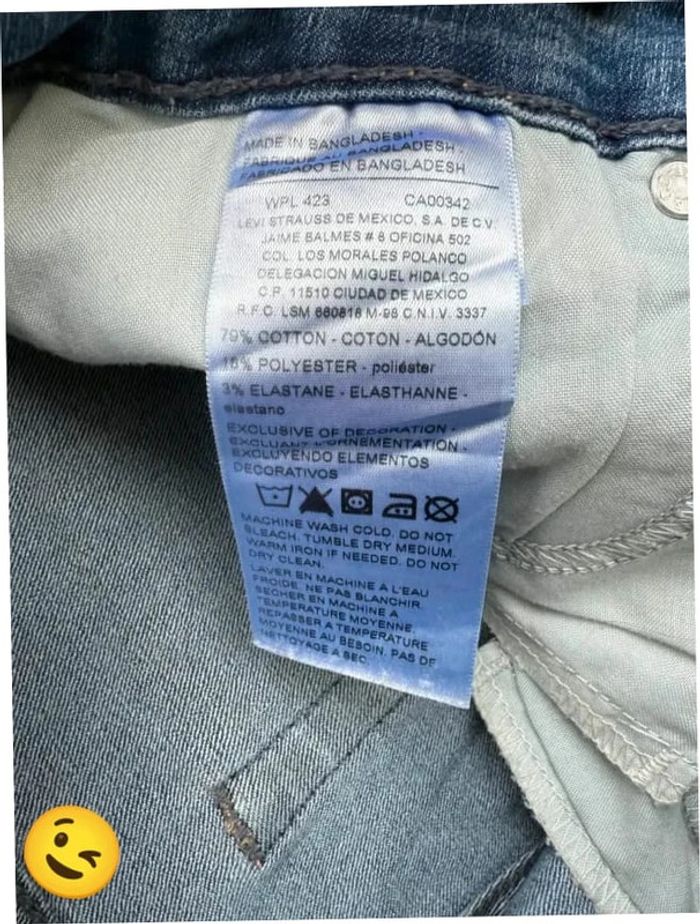 MADE IN BANGLADESH -
FABRIQUE AU BANGLADESH -
FABRICADO EN BANGLADESH
WPL 423 CA00342
LEVI STRAUSS DE MEXICO, S.A. DE C.V.
JAIME BALMES # 8 OFICINA 502
COL. LOS MORALES POLANCO
DELEGACION MIGUEL HIDALGO
C.P. 11510 CIUDAD DE MEXICO
R.F.C. LSM 680818 M-98 C.N.I.V. 3337
79% COTTON - COTON - ALGODÓN
18% POLYESTER - poliéster
3% ELASTANE - ELASTHANNE -
elastano
EXCLUSIVE OF DECORATION -
EXCLUANT L'ORNEMENTATION -
EXCLUYENDO ELEMENTOS
DECORATIVOS
MACHINE WASH COLD. DO NOT
BLEACH. TUMBLE DRY MEDIUM.
WARM IRON IF NEEDED. DO NOT
DRY CLEAN.
LAVER EN MACHINE A L'EAU
FROIDE. NE PAS BLANCHIR.
SECHER EN MACHINE A
TEMPERATURE MOYENNE.
REPASSER A TEMPERATURE
MOYENNE AU BESOIN. PAS DE
NETTOYAGE A SEC.